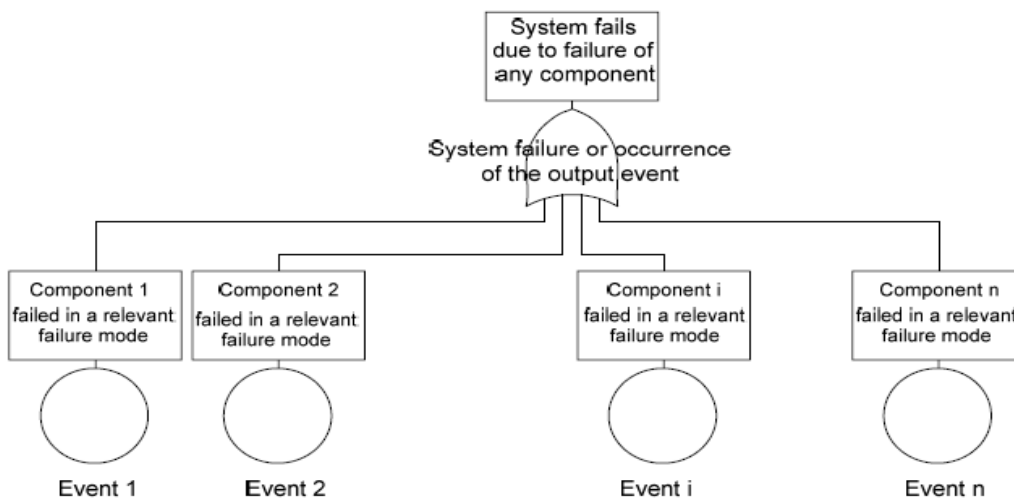 System fails
due to failure of
any component
System failure or occurrence
of the output event
Component 1
failed in a relevant
failure mode
Component 2
failed in a relevant
failure mode
Component i
failed in a relevant
failure mode
Component n
failed in a relevant
failure mode
Event 1
Event 2
Event i
Event n